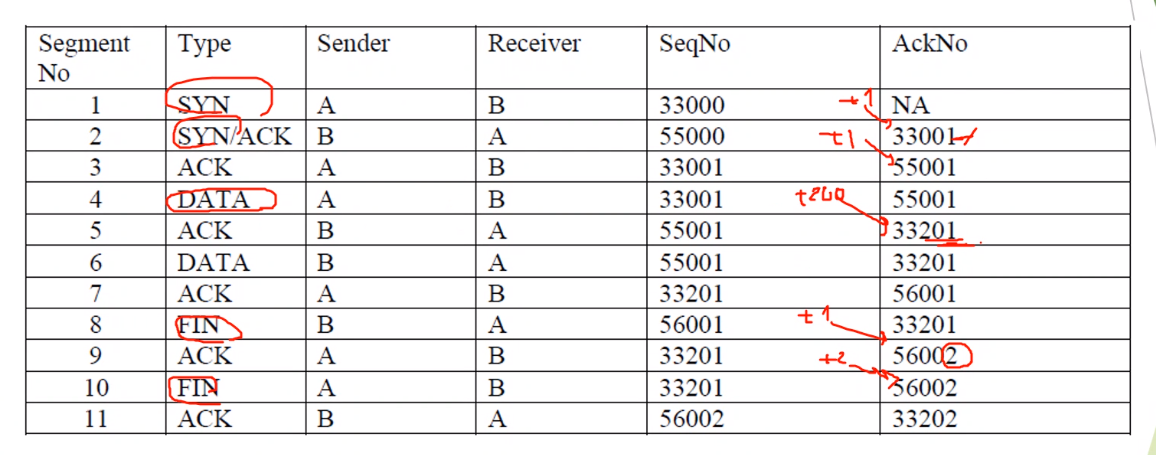 Segment No Type Sender Receiver SeqNo AckNo
1 SYN A B 33000 +1 NA
2 SYN/ACK B A 55000 33001
3 ACK A B 33001 +1 55001
4 DATA A B 33001 +200 55001
5 ACK B A 55001 33201
6 DATA B A 55001 33201
7 ACK A B 33201 56001
8 FIN B A 56001 +1 33201
9 ACK A B 33201 +2 56002
10 FIN A B 33201 56002
11 ACK B A 56002 33202